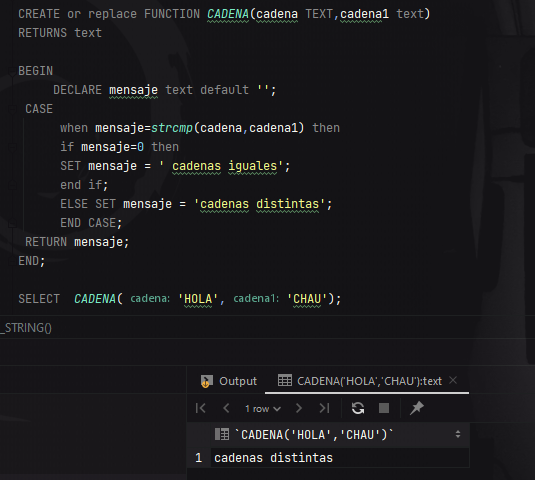 CREATE or replace FUNCTION CADENA(cadena TEXT,cadena1 text)
RETURNS text
BEGIN
DECLARE mensaje text default '';
CASE
when mensaje=strcmp(cadena,cadena1) then
if mensaje=0 then
SET mensaje = ' cadenas iguales';
end if;
ELSE SET mensaje = 'cadenas distintas';
END CASE;
RETURN mensaje;
END;
SELECT CADENA( cadena: 'HOLA', cadena1: 'CHAU');
_STRING()
Output CADENA('HOLA','CHAU'):text
1 row
`CADENA('HOLA','CHAU')`
1 cadenas distintas